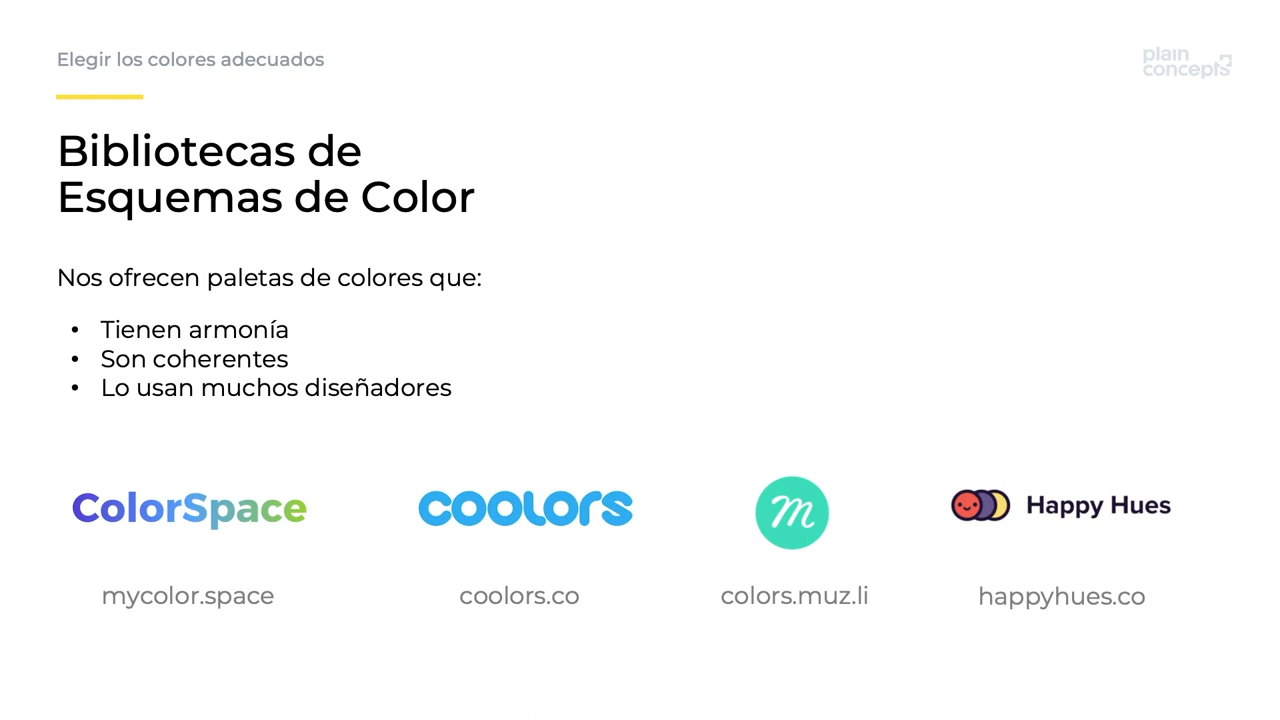 Elegir los colores adecuados
plain
concepts
Bibliotecas de
Esquemas de Color
Nos ofrecen paletas de colores que:
• Tienen armonía
• Son coherentes
• Lo usan muchos diseñadores
ColorSpace
coolors
m
Happy Hues
mycolor.space
coolors.co
colors.muz.li
happyhues.co